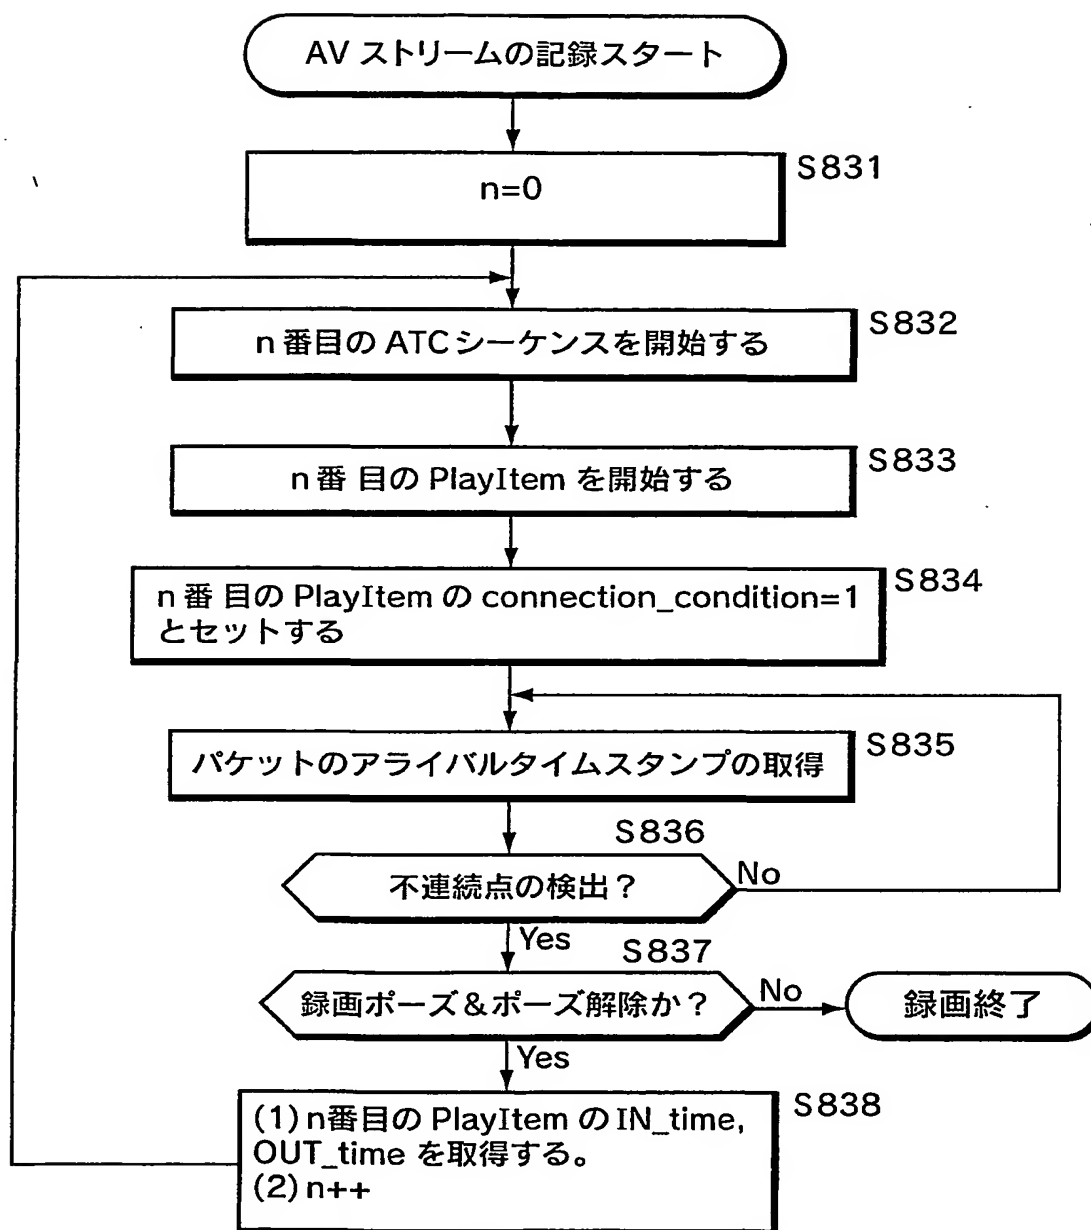 AV ストリームの記録スタート
S831
n=0
S832
n番目の ATCシーケンスを開始する
S833
n番 目の PlayItem を開始する
S834
n番 目の PlayItem の connection_condition=1
とセットする
S835
パケットのアライバルタイムスタンプの取得
S836
不連続点の検出?
No
Yes
S837
録画ポーズ&ポーズ解除か?
No
録画終了
Yes
S838
(1) n番目の PlayItem の IN_time,
OUT_time を取得する。
(2) n++